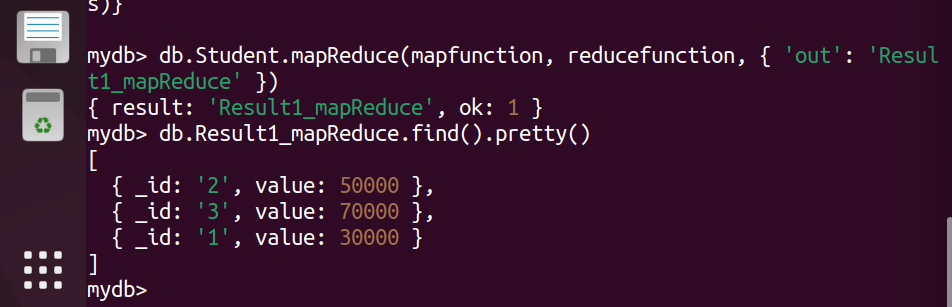 s)}
mydb> db.Student.mapReduce(mapfunction, reducefunction, { 'out': 'Resul
t1_mapReduce' })
{ result: 'Result1_mapReduce', ok: 1 }
mydb> db.Result1_mapReduce.find().pretty()
[
  { _id: '2', value: 50000 },
  { _id: '3', value: 70000 },
  { _id: '1', value: 30000 }
]
mydb>